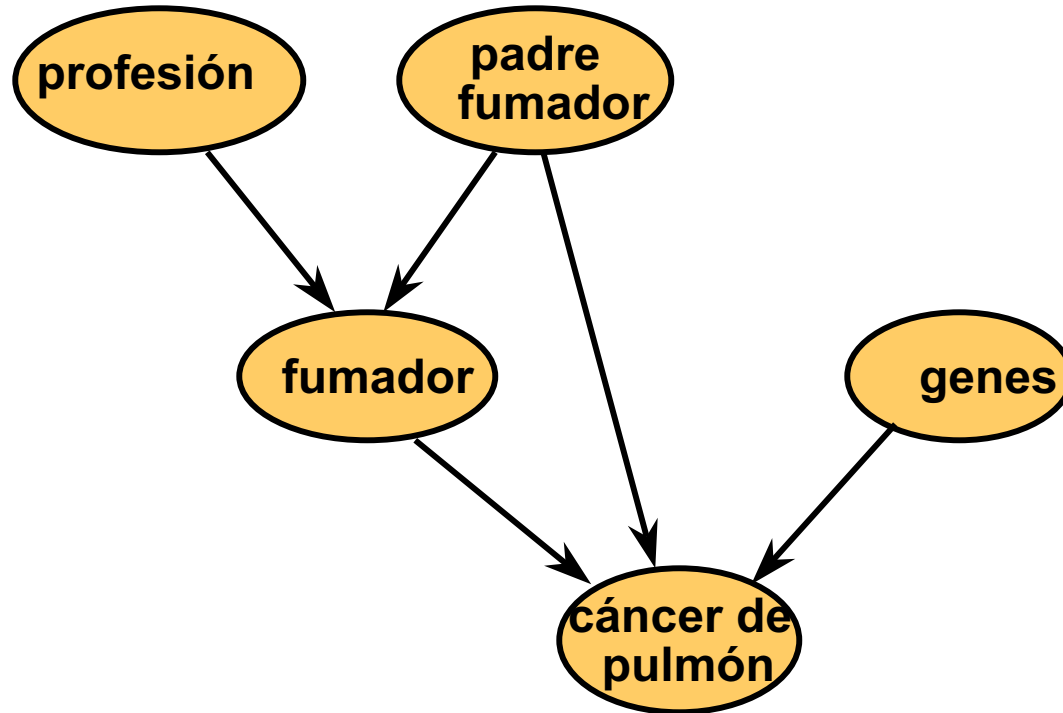 profesión
padre
fumador
fumador
genes
cáncer de
pulmón